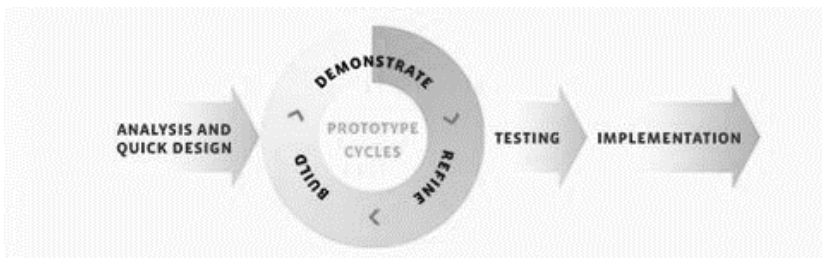 ANALYSIS AND
QUICK DESIGN
DEMONSTRATE
PROTOTYPE
CYCLES
BUILD
REFINE
TESTING
IMPLEMENTATION